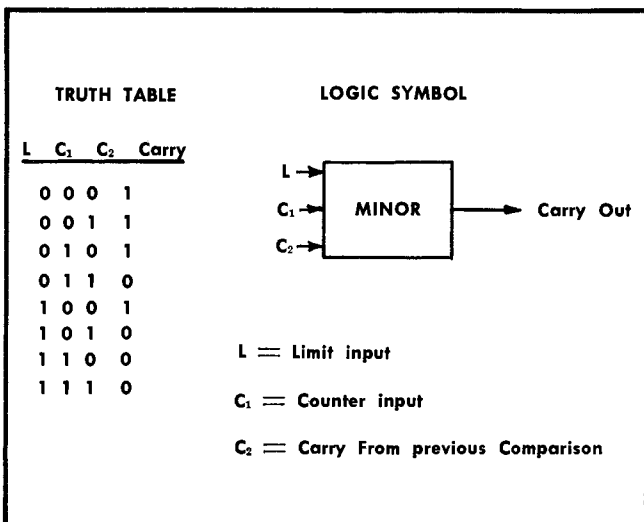 TRUTH TABLE
L C₁ C₂ Carry
0 0 0 1
0 0 1 1
0 1 0 1
0 1 1 0
1 0 0 1
1 0 1 0
1 1 0 0
1 1 1 0
LOGIC SYMBOL
L
C₁
C₂
MINOR
Carry Out
L = Limit input
C₁ = Counter input
C₂ = Carry From previous Comparison